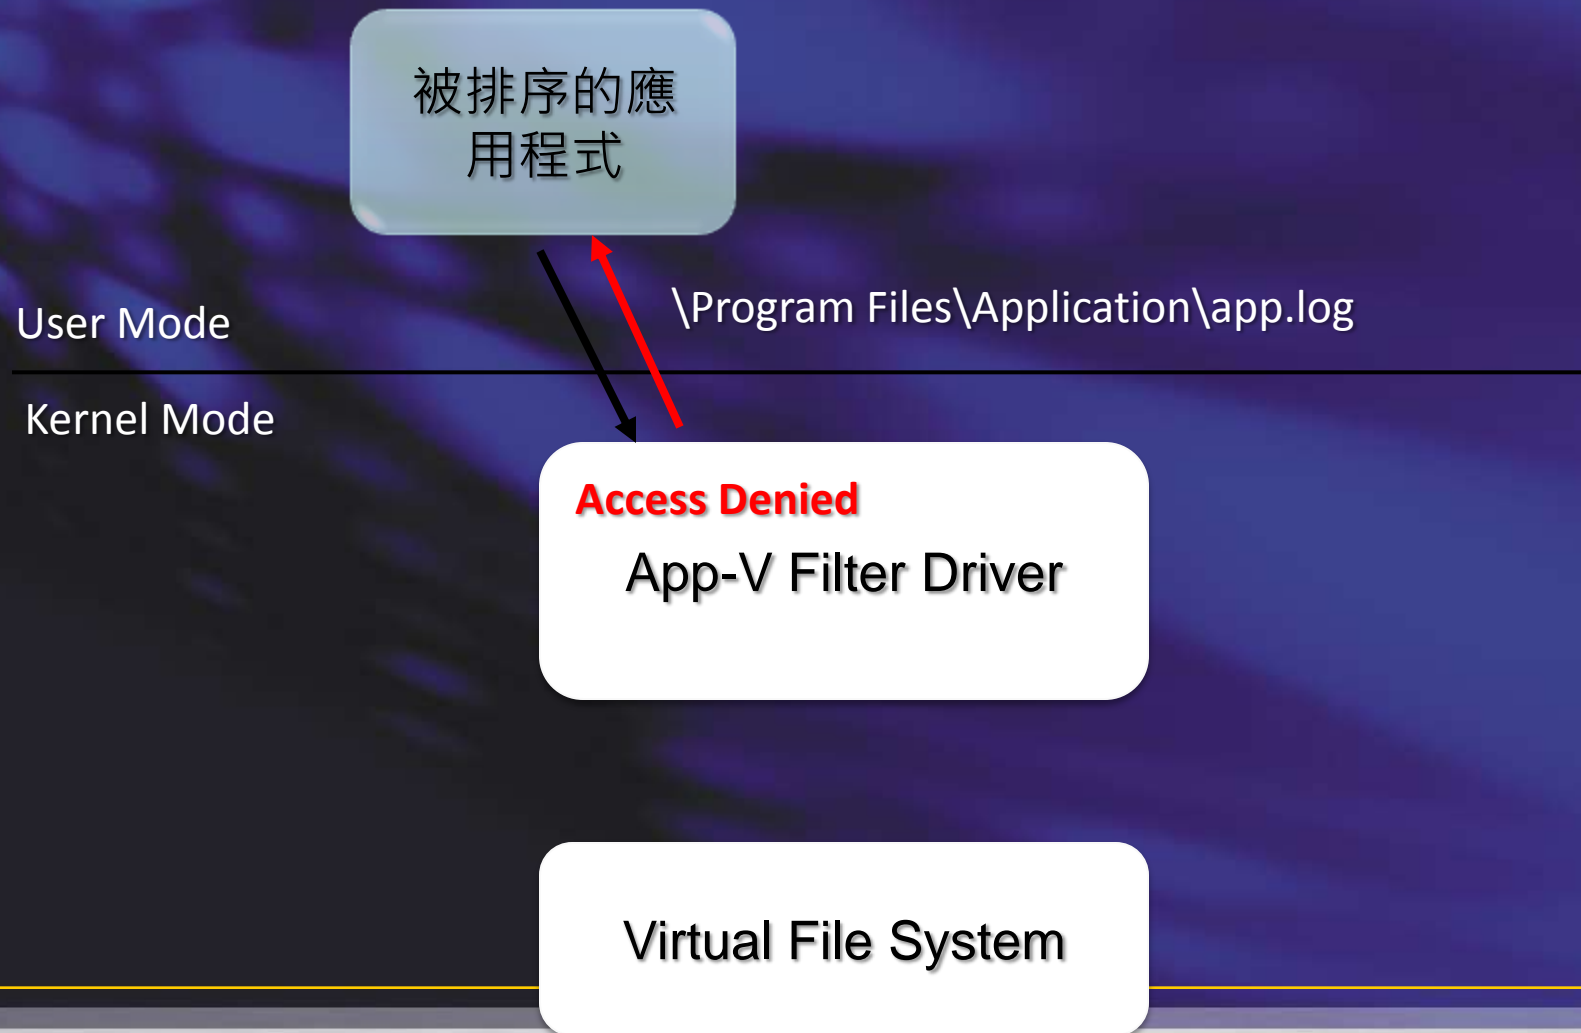 被排序的應
用程式
\Program Files\Application\app.log
User Mode
Kernel Mode
Access Denied
App-V Filter Driver
Virtual File System